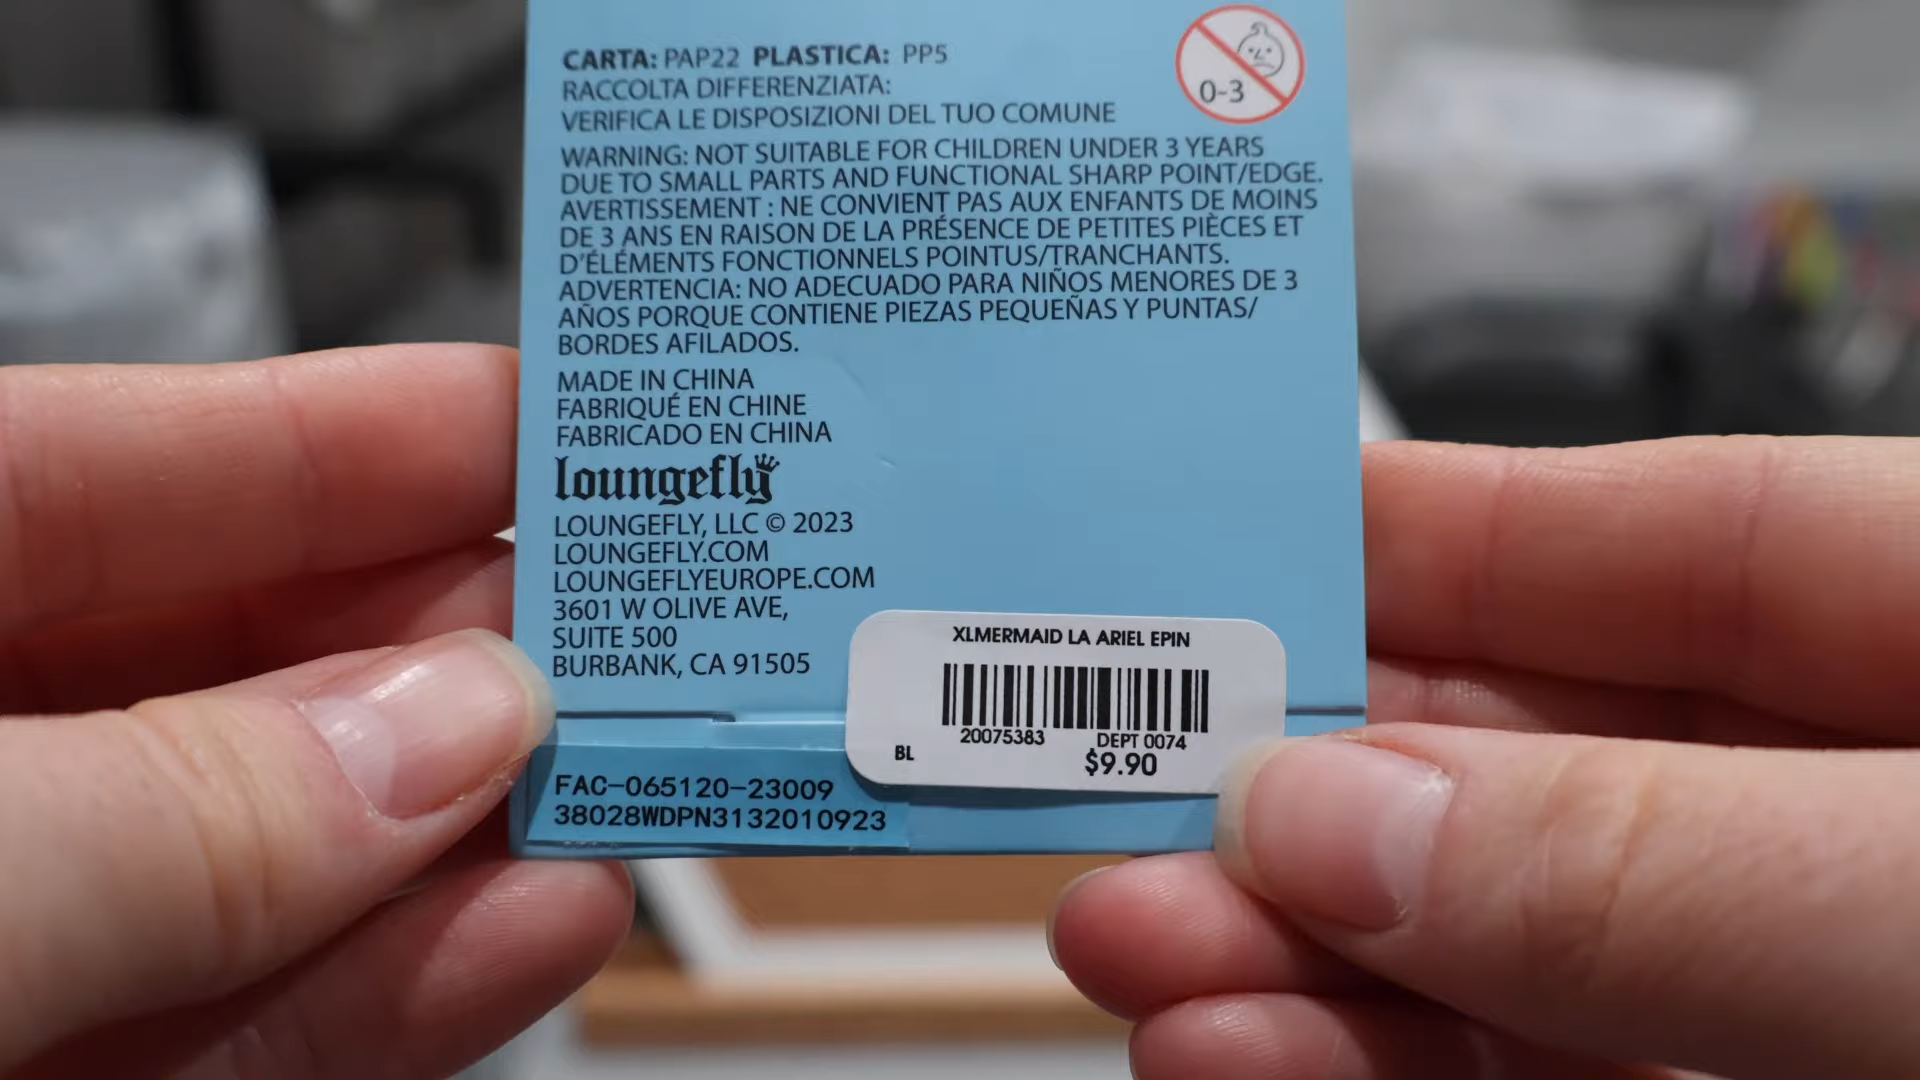 CARTA: PAP22 PLASTICA: PP5
RACCOLTA DIFFERENZIATA:
VERIFICA LE DISPOSIZIONI DEL TUO COMUNE
0-3
WARNING: NOT SUITABLE FOR CHILDREN UNDER 3 YEARS
DUE TO SMALL PARTS AND FUNCTIONAL SHARP POINT/EDGE.
AVERTISSEMENT : NE CONVIENT PAS AUX ENFANTS DE MOINS
DE 3 ANS EN RAISON DE LA PRÉSENCE DE PETITES PIÈCES ET
D'ÉLÉMENTS FONCTIONNELS POINTUS/TRANCHANTS.
ADVERTENCIA: NO ADECUADO PARA NIÑOS MENORES DE 3
AÑOS PORQUE CONTIENE PIEZAS PEQUEÑAS Y PUNTAS/
BORDES AFILADOS.
MADE IN CHINA
FABRIQUÉ EN CHINE
FABRICADO EN CHINA
loungefly
LOUNGEFLY, LLC © 2023
LOUNGEFLY.COM
LOUNGEFLYEUROPE.COM
3601 W OLIVE AVE,
SUITE 500
BURBANK, CA 91505
XLMERMAID LA ARIEL EPIN
20075383 DEPT 0074
BL $9.90
FAC-065120-23009
38028WDPN3132010923